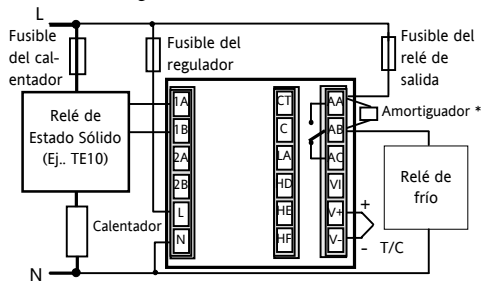 L
Fusible
del cal-
entador
Fusible del
regulador
Fusible del
relé de
salida
Relé de
Estado Sólido
(Ej.. TE10)
1A
1B
2A
2B
L
N
CT
C
LA
HD
HE
HF
AA
AB
AC
VI
V+
V-
Amortiguador *
Relé de
frío
+
-
T/C
Calentador
N